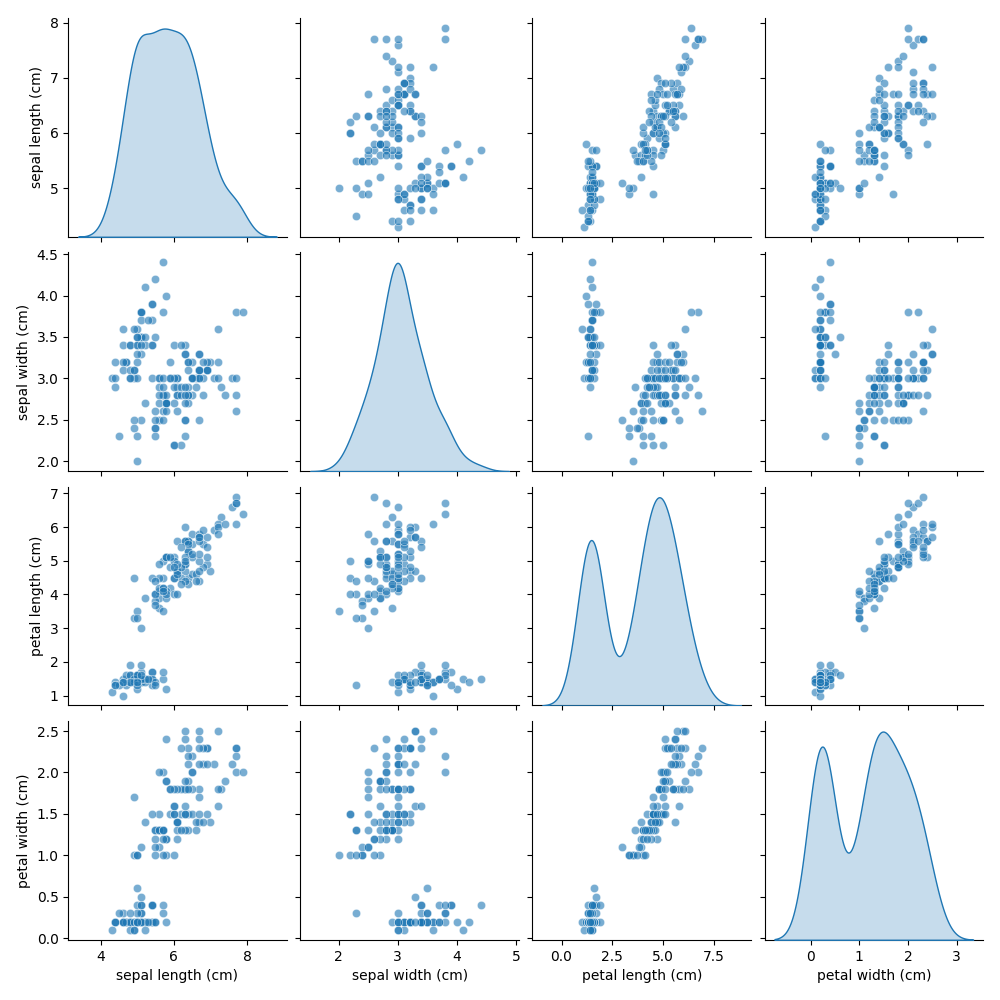 8
7
6
5
sepal length (cm)
4.5
4.0
3.5
3.0
2.5
2.0
sepal width (cm)
7
6
5
4
3
2
1
petal length (cm)
2.5
2.0
1.5
1.0
0.5
0.0
petal width (cm)
4 6 8
2 3 4 5
0.0 2.5 5.0 7.5
0 1 2 3
sepal length (cm)
sepal width (cm)
petal length (cm)
petal width (cm)